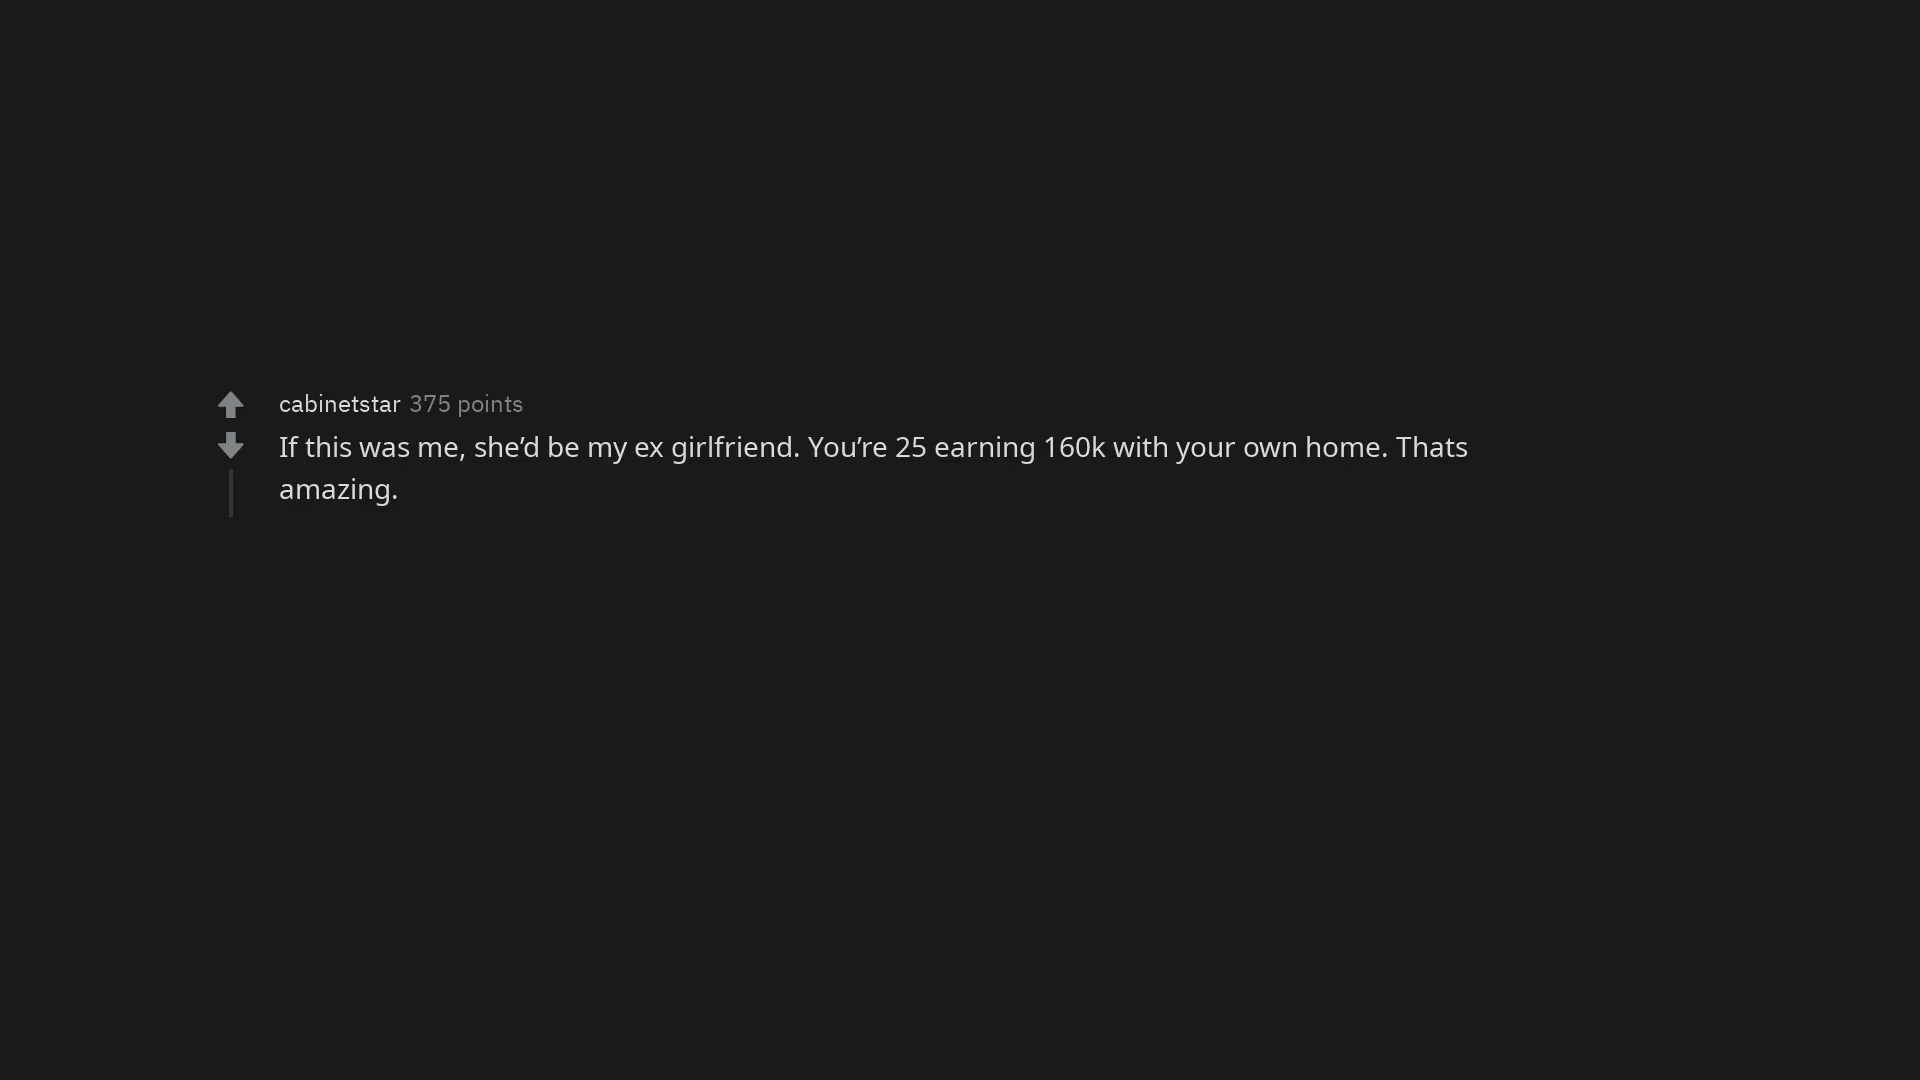 cabinetstar 375 points
If this was me, she’d be my ex girlfriend. You’re 25 earning 160k with your own home. Thats
amazing.